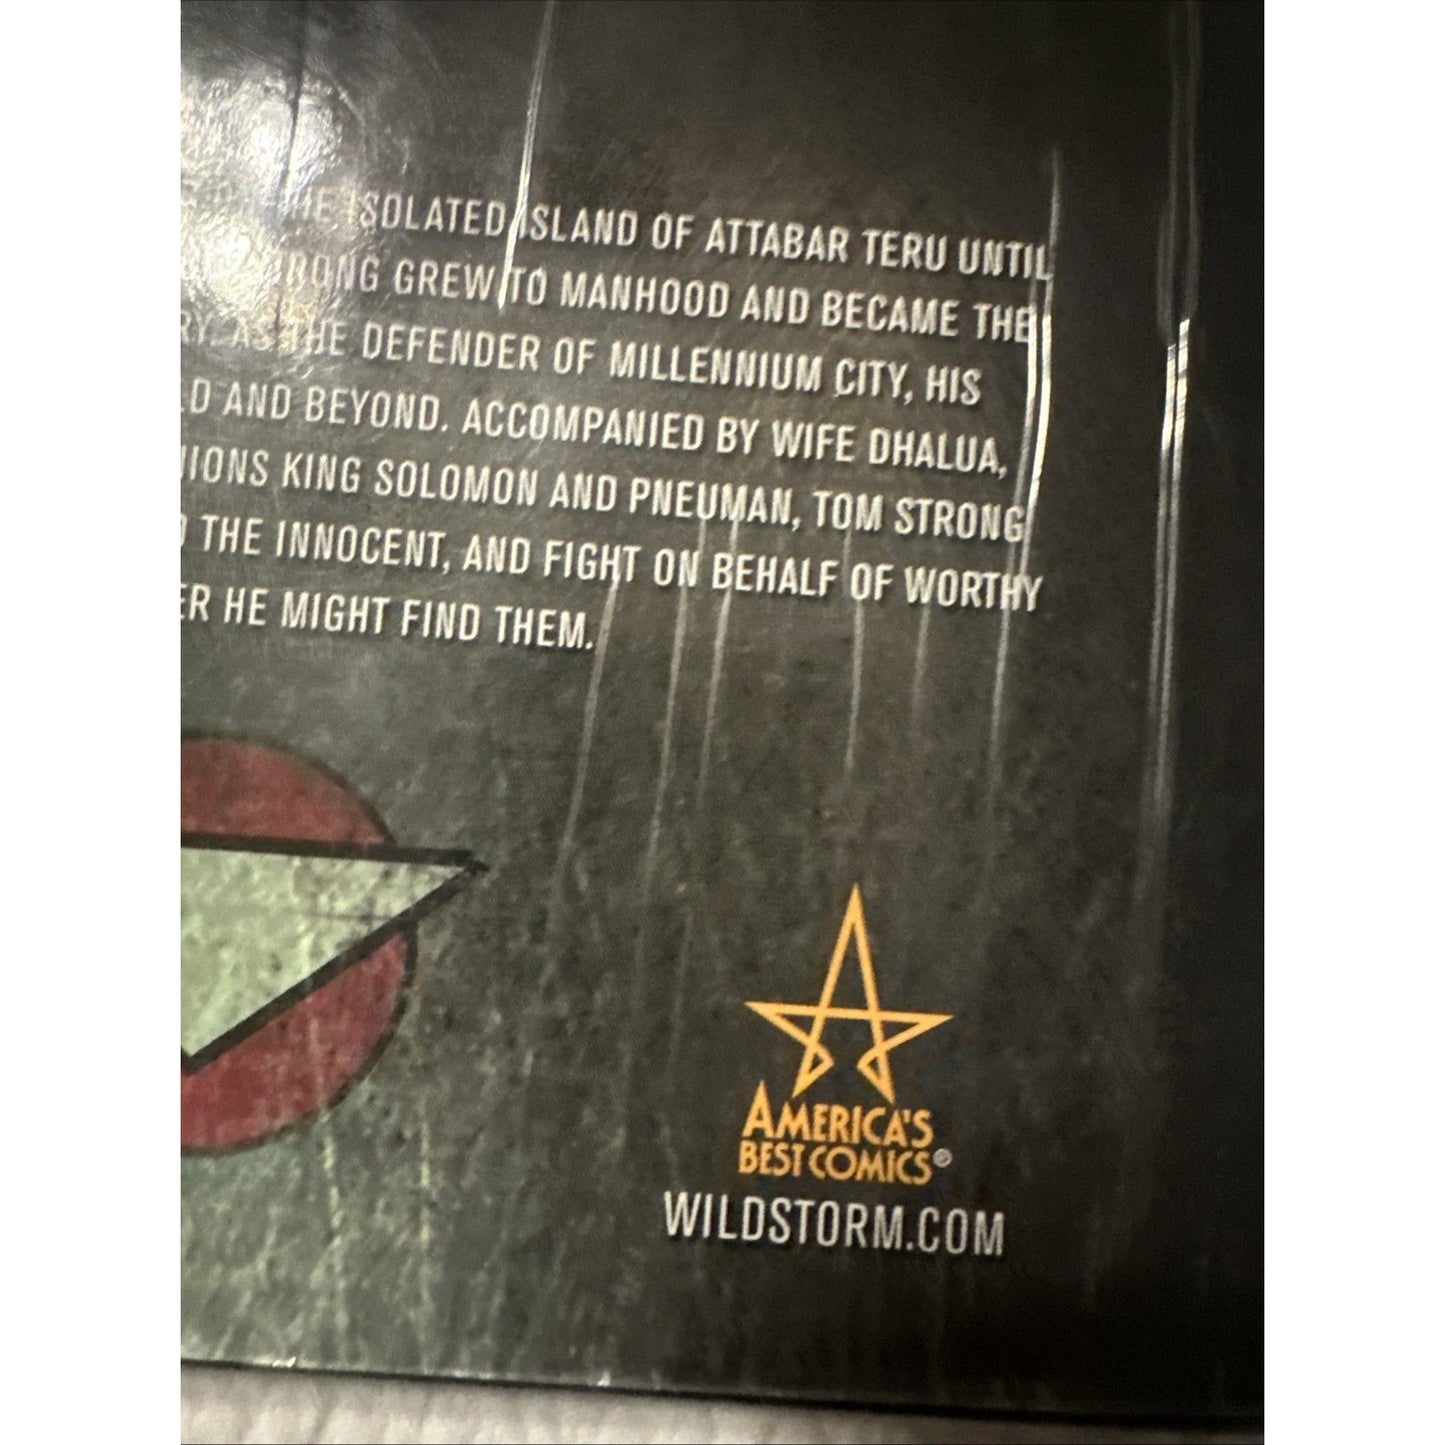 ISOLATED ISLAND OF ATTABAR TERU UNTIL
GREW TO MANHOOD AND BECAME THE
AS THE DEFENDER OF MILLENNIUM CITY, HIS
AND BEYOND. ACCOMPANIED BY WIFE DHALUA,
KING SOLOMON AND PNEUMAN, TOM STRONG
THE INNOCENT, AND FIGHT ON BEHALF OF WORTHY
HE MIGHT FIND THEM.
AMERICA'S
BEST COMICS®
WILDSTORM.COM